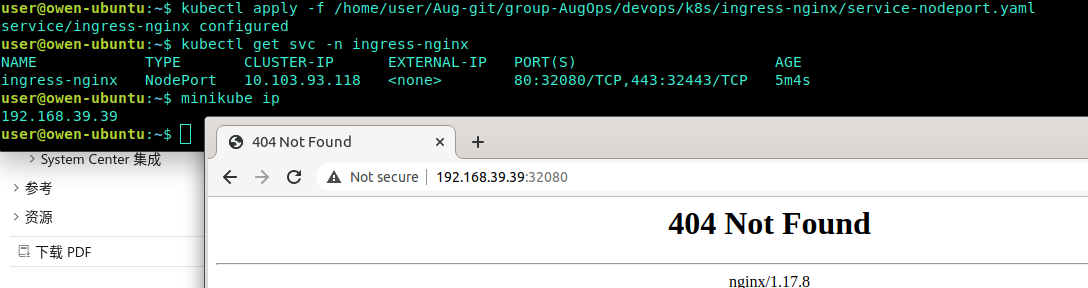 user@owen-ubuntu:~$ kubectl apply -f /home/user/Aug-git/group-AugOps/devops/k8s/ingress-nginx/service-nodeport.yaml
service/ingress-nginx configured
user@owen-ubuntu:~$ kubectl get svc -n ingress-nginx
NAME TYPE CLUSTER-IP EXTERNAL-IP PORT(S) AGE
ingress-nginx NodePort 10.103.93.118 <none> 80:32080/TCP,443:32443/TCP 5m4s
user@owen-ubuntu:~$ minikube ip
192.168.39.39
user@owen-ubuntu:~$
System Center 集成
参考
资源
下载 PDF
404 Not Found
Not secure 192.168.39.39:32080
404 Not Found
nginx/1.17.8